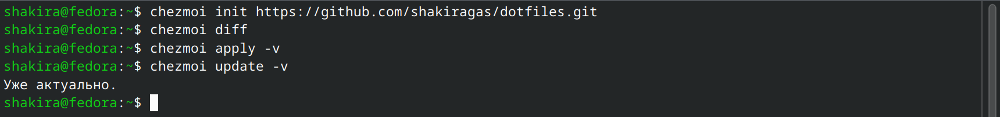 shakira@fedora:~$ chezmoi init https://github.com/shakiragas/dotfiles.git
shakira@fedora:~$ chezmoi diff
shakira@fedora:~$ chezmoi apply -v
shakira@fedora:~$ chezmoi update -v
Уже актуально.
shakira@fedora:~$